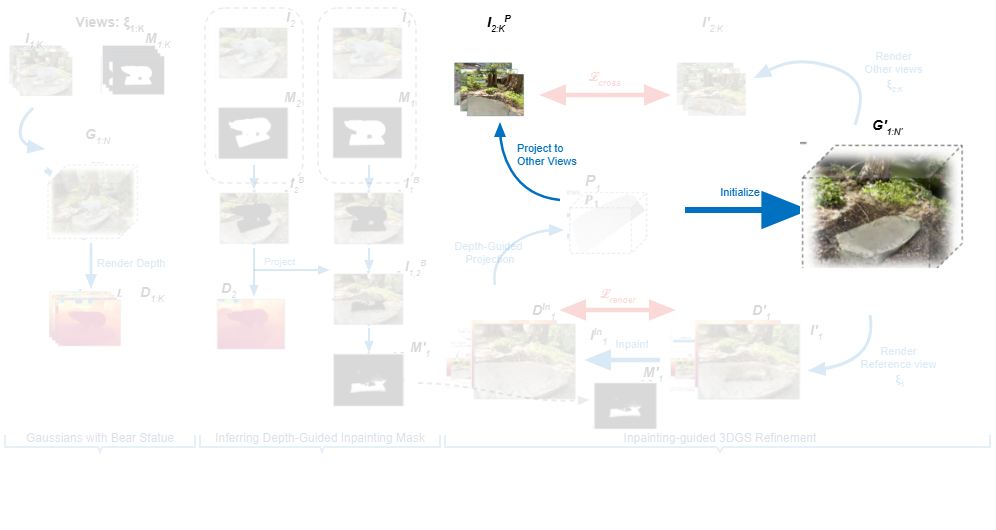 Views: ξ1:K
I1:K
M1:K
G1:N
Render Depth
D1:K
I2
I1
M2
M1
I2B
I1B
Project
I1,2B
D2
M'1
I2:KP
I'2:K
ℒcross
Render
Other views
ξ2:K
G'1:N'
Project to
Other Views
P1
P1
Initialize
Depth-Guided
Projection
ℒrender
D1In
D'1
I1In
Inpaint
I'1
M'1
Render
Reference view
ξ1
Gaussians with Bear Statue
Inferring Depth-Guided Inpainting Mask
Inpainting-guided 3DGS Refinement